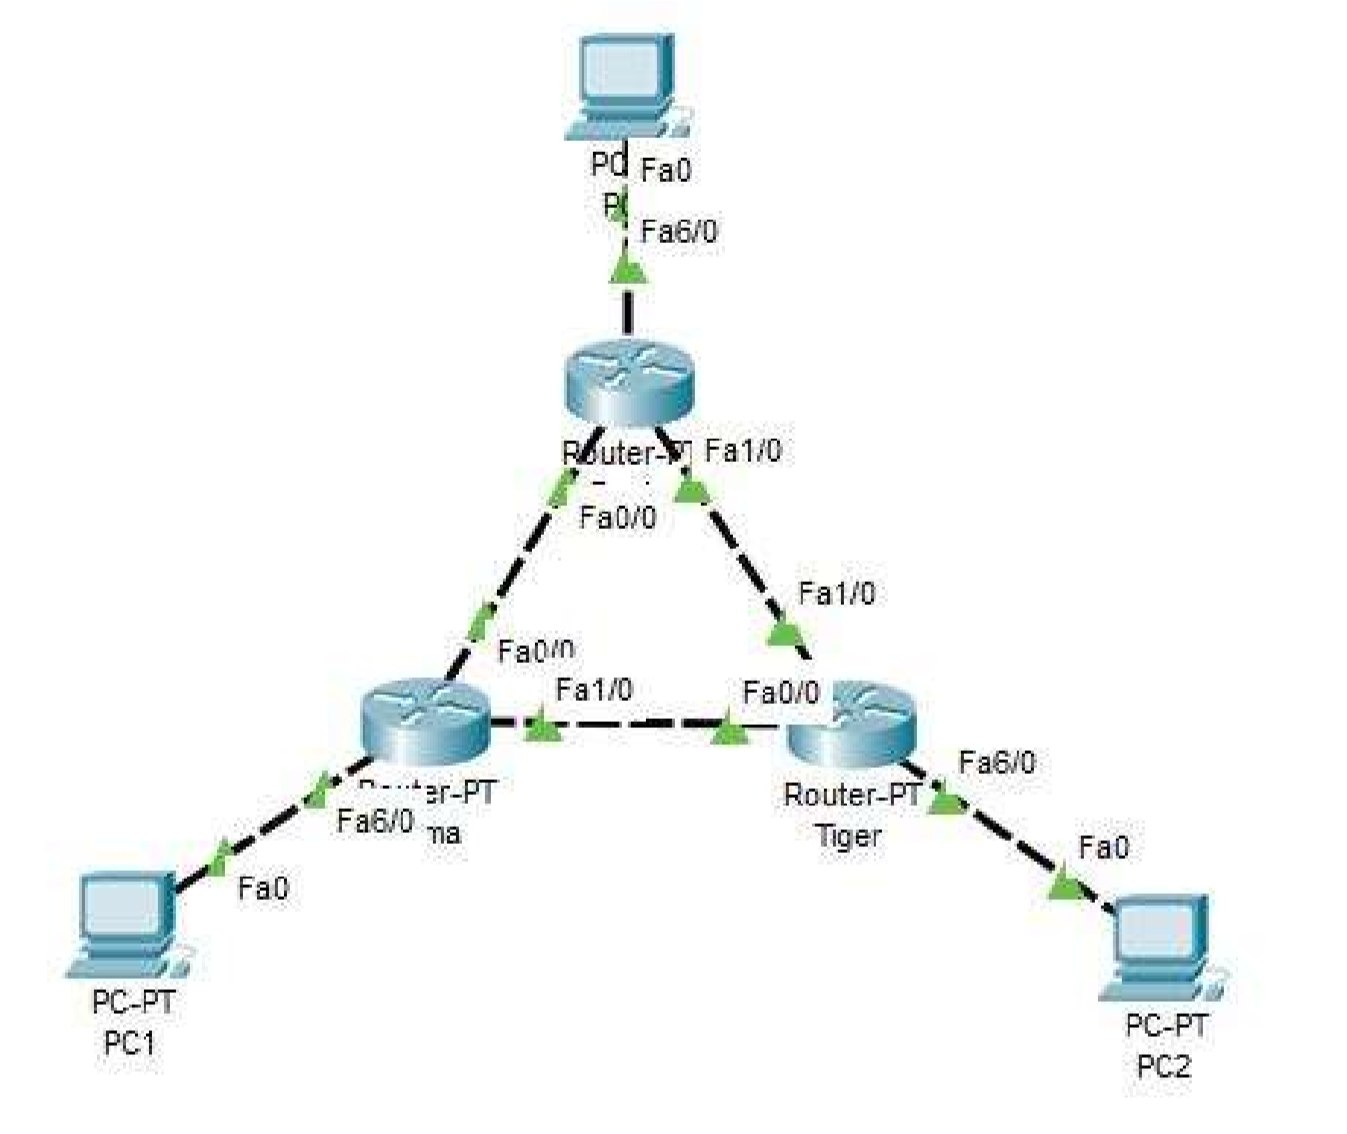 Fa0
Fa6/0
Fa1/0
Fa0/0
Fa1/0
Fa0/0
Fa1/0
Fa0/0
Fa6/0
Router-PT
Tiger
Fa6/0
Fa0
Fa0
PC-PT
PC1
PC-PT
PC2